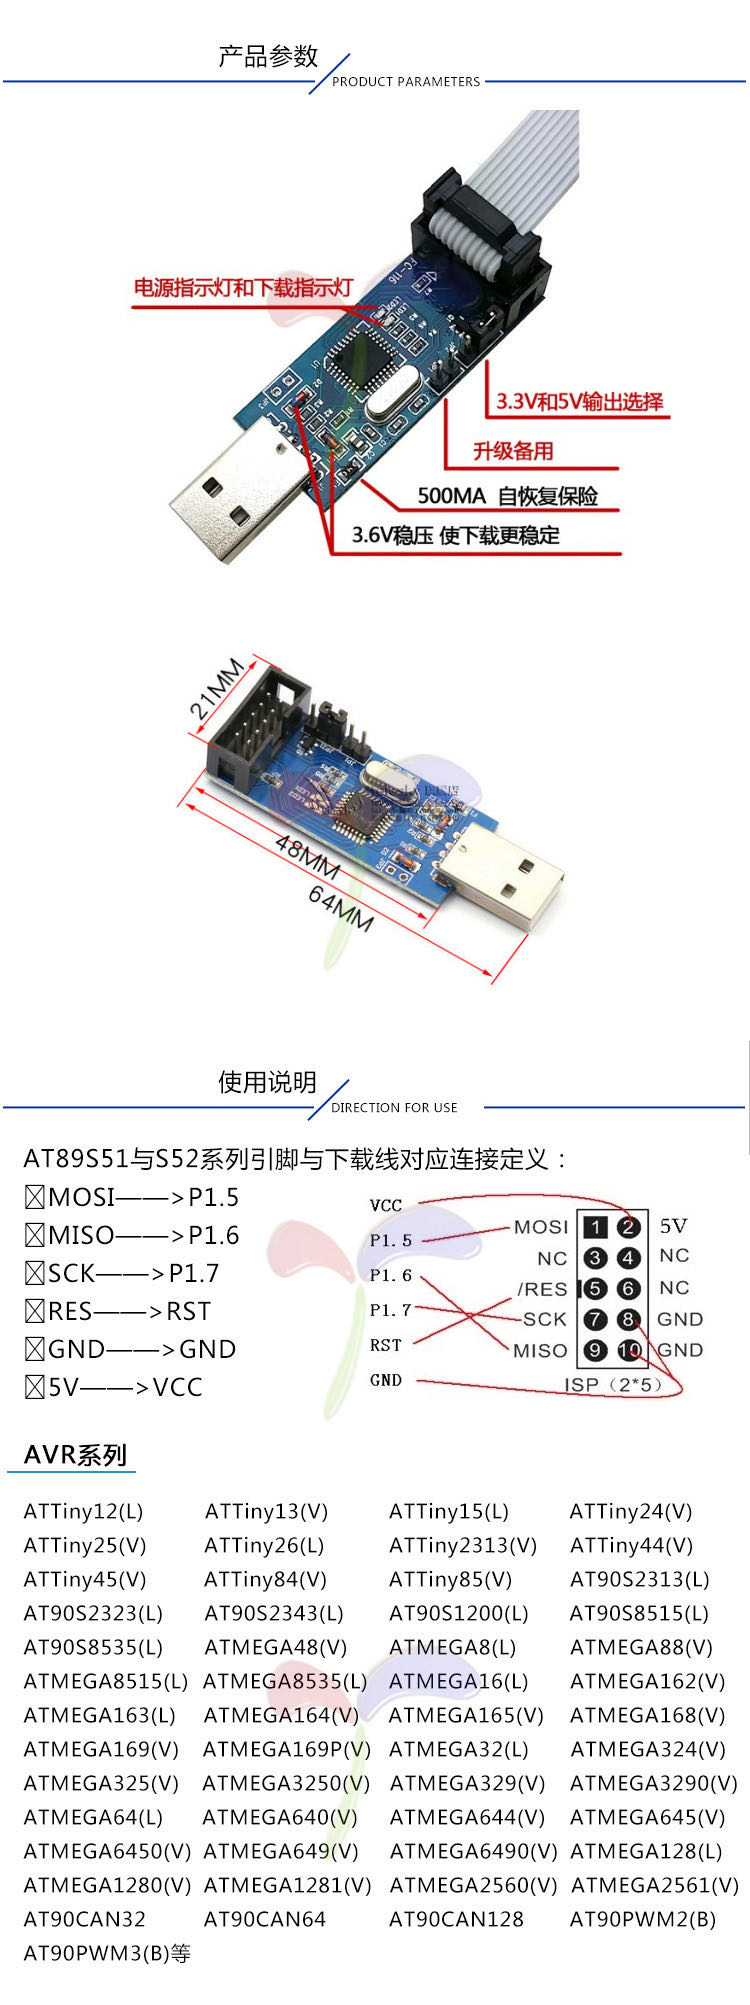 产品参数
PRODUCT PARAMETERS
FC-116
电源指示灯和下载指示灯
3.3V和5V输出选择
升级备用
500MA 自恢复保险
3.6V稳压 使下载更稳定
21MM
48MM
64MM
使用说明
DIRECTION FOR USE
AT89S51与S52系列引脚与下载线对应连接定义：
MOSI——>P1.5
MISO——>P1.6
SCK——>P1.7
RES——>RST
GND——>GND
5V——>VCC
VCC
P1.5
P1.6
P1.7
RST
GND
MOSI 1 2 5V
NC 3 4 NC
/RES 5 6 NC
SCK 7 8 GND
MISO 9 10 GND
ISP（2*5）
AVR系列
ATTiny12(L) ATTiny13(V) ATTiny15(L) ATTiny24(V)
ATTiny25(V) ATTiny26(L) ATTiny2313(V) ATTiny44(V)
ATTiny45(V) ATTiny84(V) ATTiny85(V) AT90S2313(L)
AT90S2323(L) AT90S2343(L) AT90S1200(L) AT90S8515(L)
AT90S8535(L) ATMEGA48(V) ATMEGA8(L) ATMEGA88(V)
ATMEGA8515(L) ATMEGA8535(L) ATMEGA16(L) ATMEGA162(V)
ATMEGA163(L) ATMEGA164(V) ATMEGA165(V) ATMEGA168(V)
ATMEGA169(V) ATMEGA169P(V) ATMEGA32(L) ATMEGA324(V)
ATMEGA325(V) ATMEGA3250(V) ATMEGA329(V) ATMEGA3290(V)
ATMEGA64(L) ATMEGA640(V) ATMEGA644(V) ATMEGA645(V)
ATMEGA6450(V) ATMEGA649(V) ATMEGA6490(V) ATMEGA128(L)
ATMEGA1280(V) ATMEGA1281(V) ATMEGA2560(V) ATMEGA2561(V)
AT90CAN32 AT90CAN64 AT90CAN128 AT90PWM2(B)
AT90PWM3(B)等